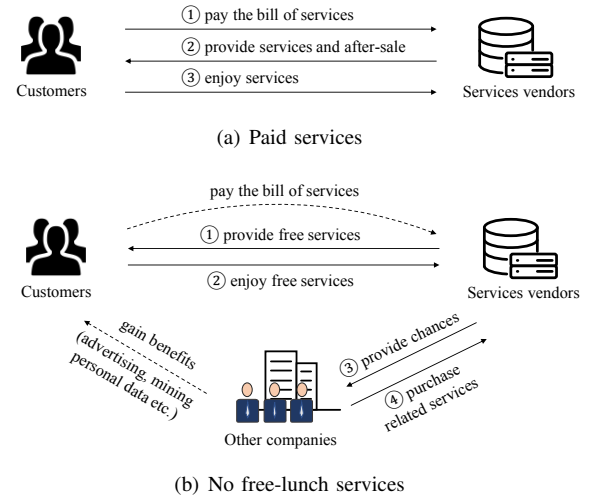 ① pay the bill of services
② provide services and after-sale
③ enjoy services
Customers
Services vendors
(a) Paid services
pay the bill of services
① provide free services
② enjoy free services
Customers
Services vendors
gain benefits
(advertising, mining
personal data etc.)
③ provide chances
④ purchase
related services
Other companies
(b) No free-lunch services